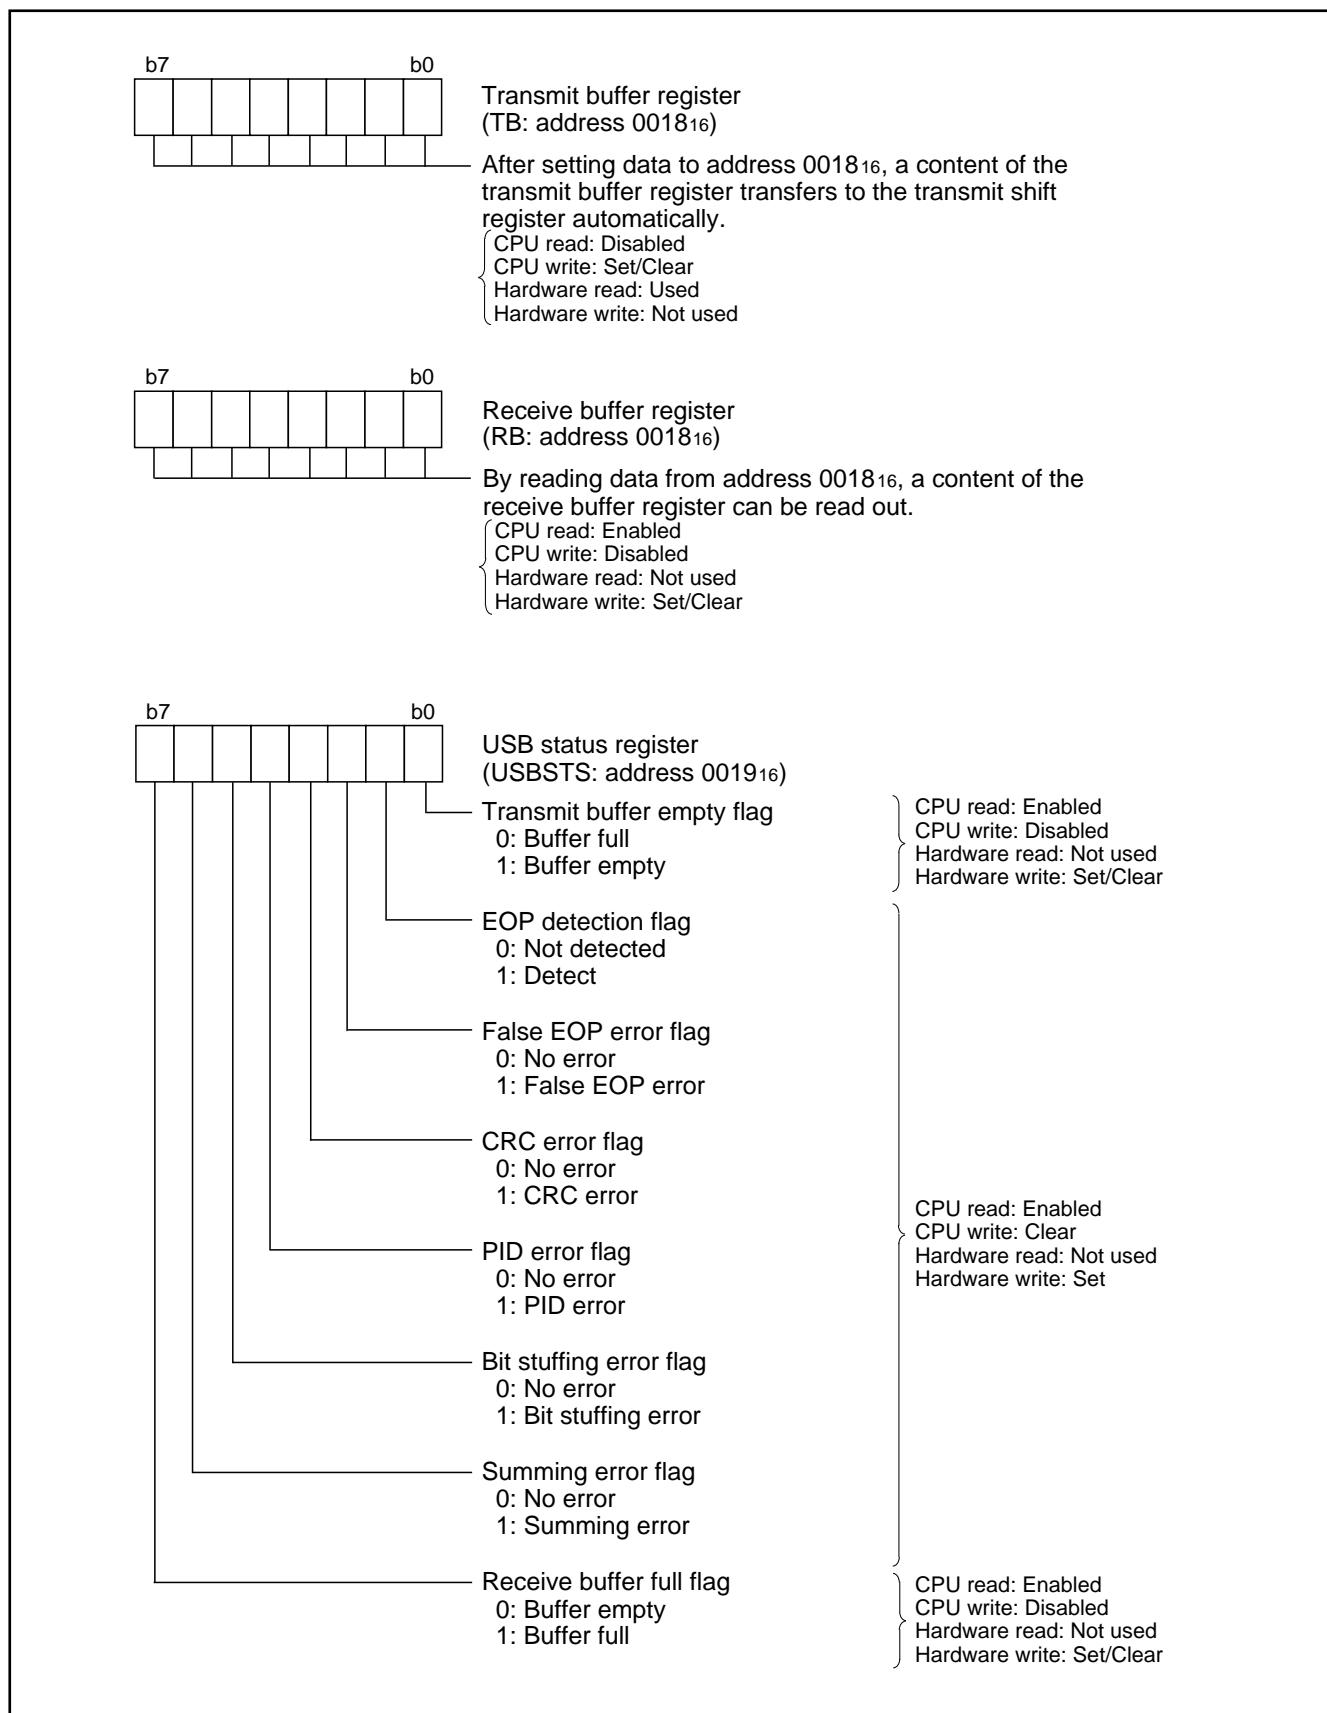 b7 b0
Transmit buffer register
(TB: address 0018₁₆)
After setting data to address 0018₁₆, a content of the
transmit buffer register transfers to the transmit shift
register automatically.
CPU read: Disabled
CPU write: Set/Clear
Hardware read: Used
Hardware write: Not used
b7 b0
Receive buffer register
(RB: address 0018₁₆)
By reading data from address 0018₁₆, a content of the
receive buffer register can be read out.
CPU read: Enabled
CPU write: Disabled
Hardware read: Not used
Hardware write: Set/Clear
b7 b0
USB status register
(USBSTS: address 0019₁₆)
Transmit buffer empty flag
0: Buffer full
1: Buffer empty
CPU read: Enabled
CPU write: Disabled
Hardware read: Not used
Hardware write: Set/Clear
EOP detection flag
0: Not detected
1: Detect
False EOP error flag
0: No error
1: False EOP error
CRC error flag
0: No error
1: CRC error
PID error flag
0: No error
1: PID error
Bit stuffing error flag
0: No error
1: Bit stuffing error
Summing error flag
0: No error
1: Summing error
CPU read: Enabled
CPU write: Clear
Hardware read: Not used
Hardware write: Set
Receive buffer full flag
0: Buffer empty
1: Buffer full
CPU read: Enabled
CPU write: Disabled
Hardware read: Not used
Hardware write: Set/Clear